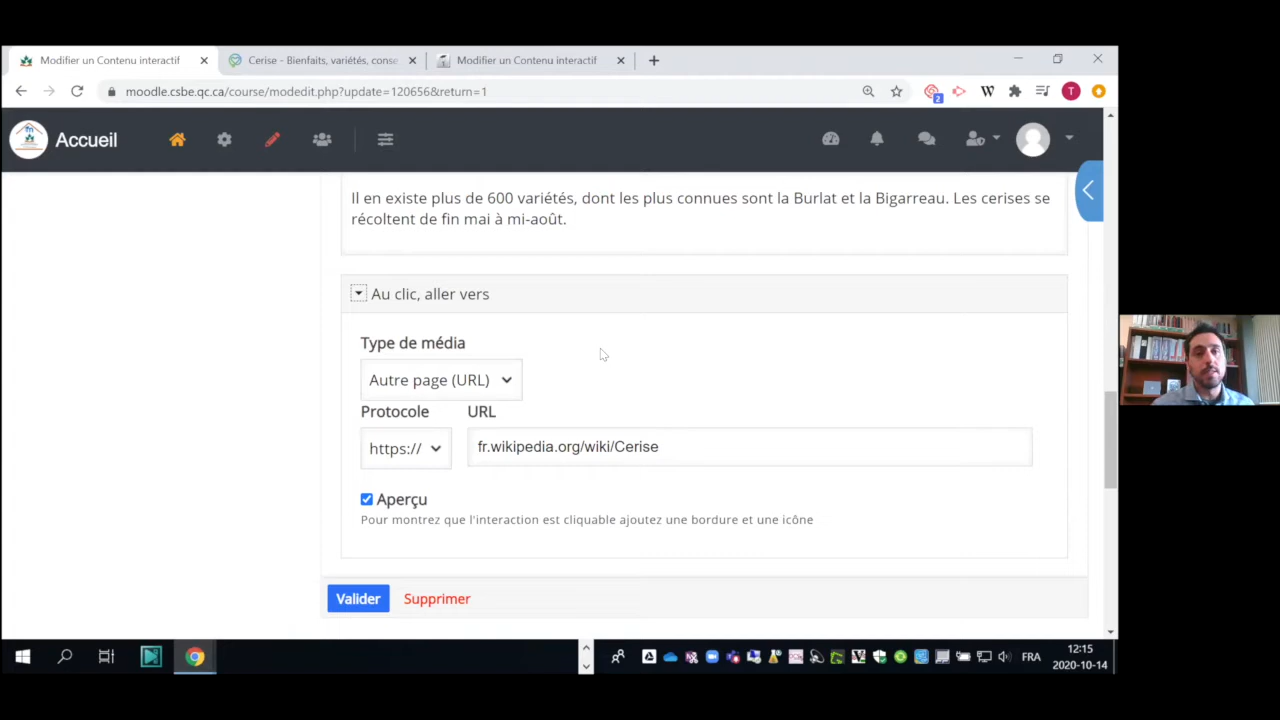 Modifier un Contenu interactif
Cerise - Bienfaits, variétés, conse
Modifier un Contenu interactif
moodle.csbe.qc.ca/course/modedit.php?update=120656&return=1
2
W
T
Accueil
Il en existe plus de 600 variétés, dont les plus connues sont la Burlat et la Bigarreau. Les cerises se
récoltent de fin mai à mi-août.
Au clic, aller vers
Type de média
Autre page (URL)
Protocole URL
https:// fr.wikipedia.org/wiki/Cerise
Aperçu
Pour montrez que l'interaction est cliquable ajoutez une bordure et une icône
Valider Supprimer
FRA
12:15
2020-10-14